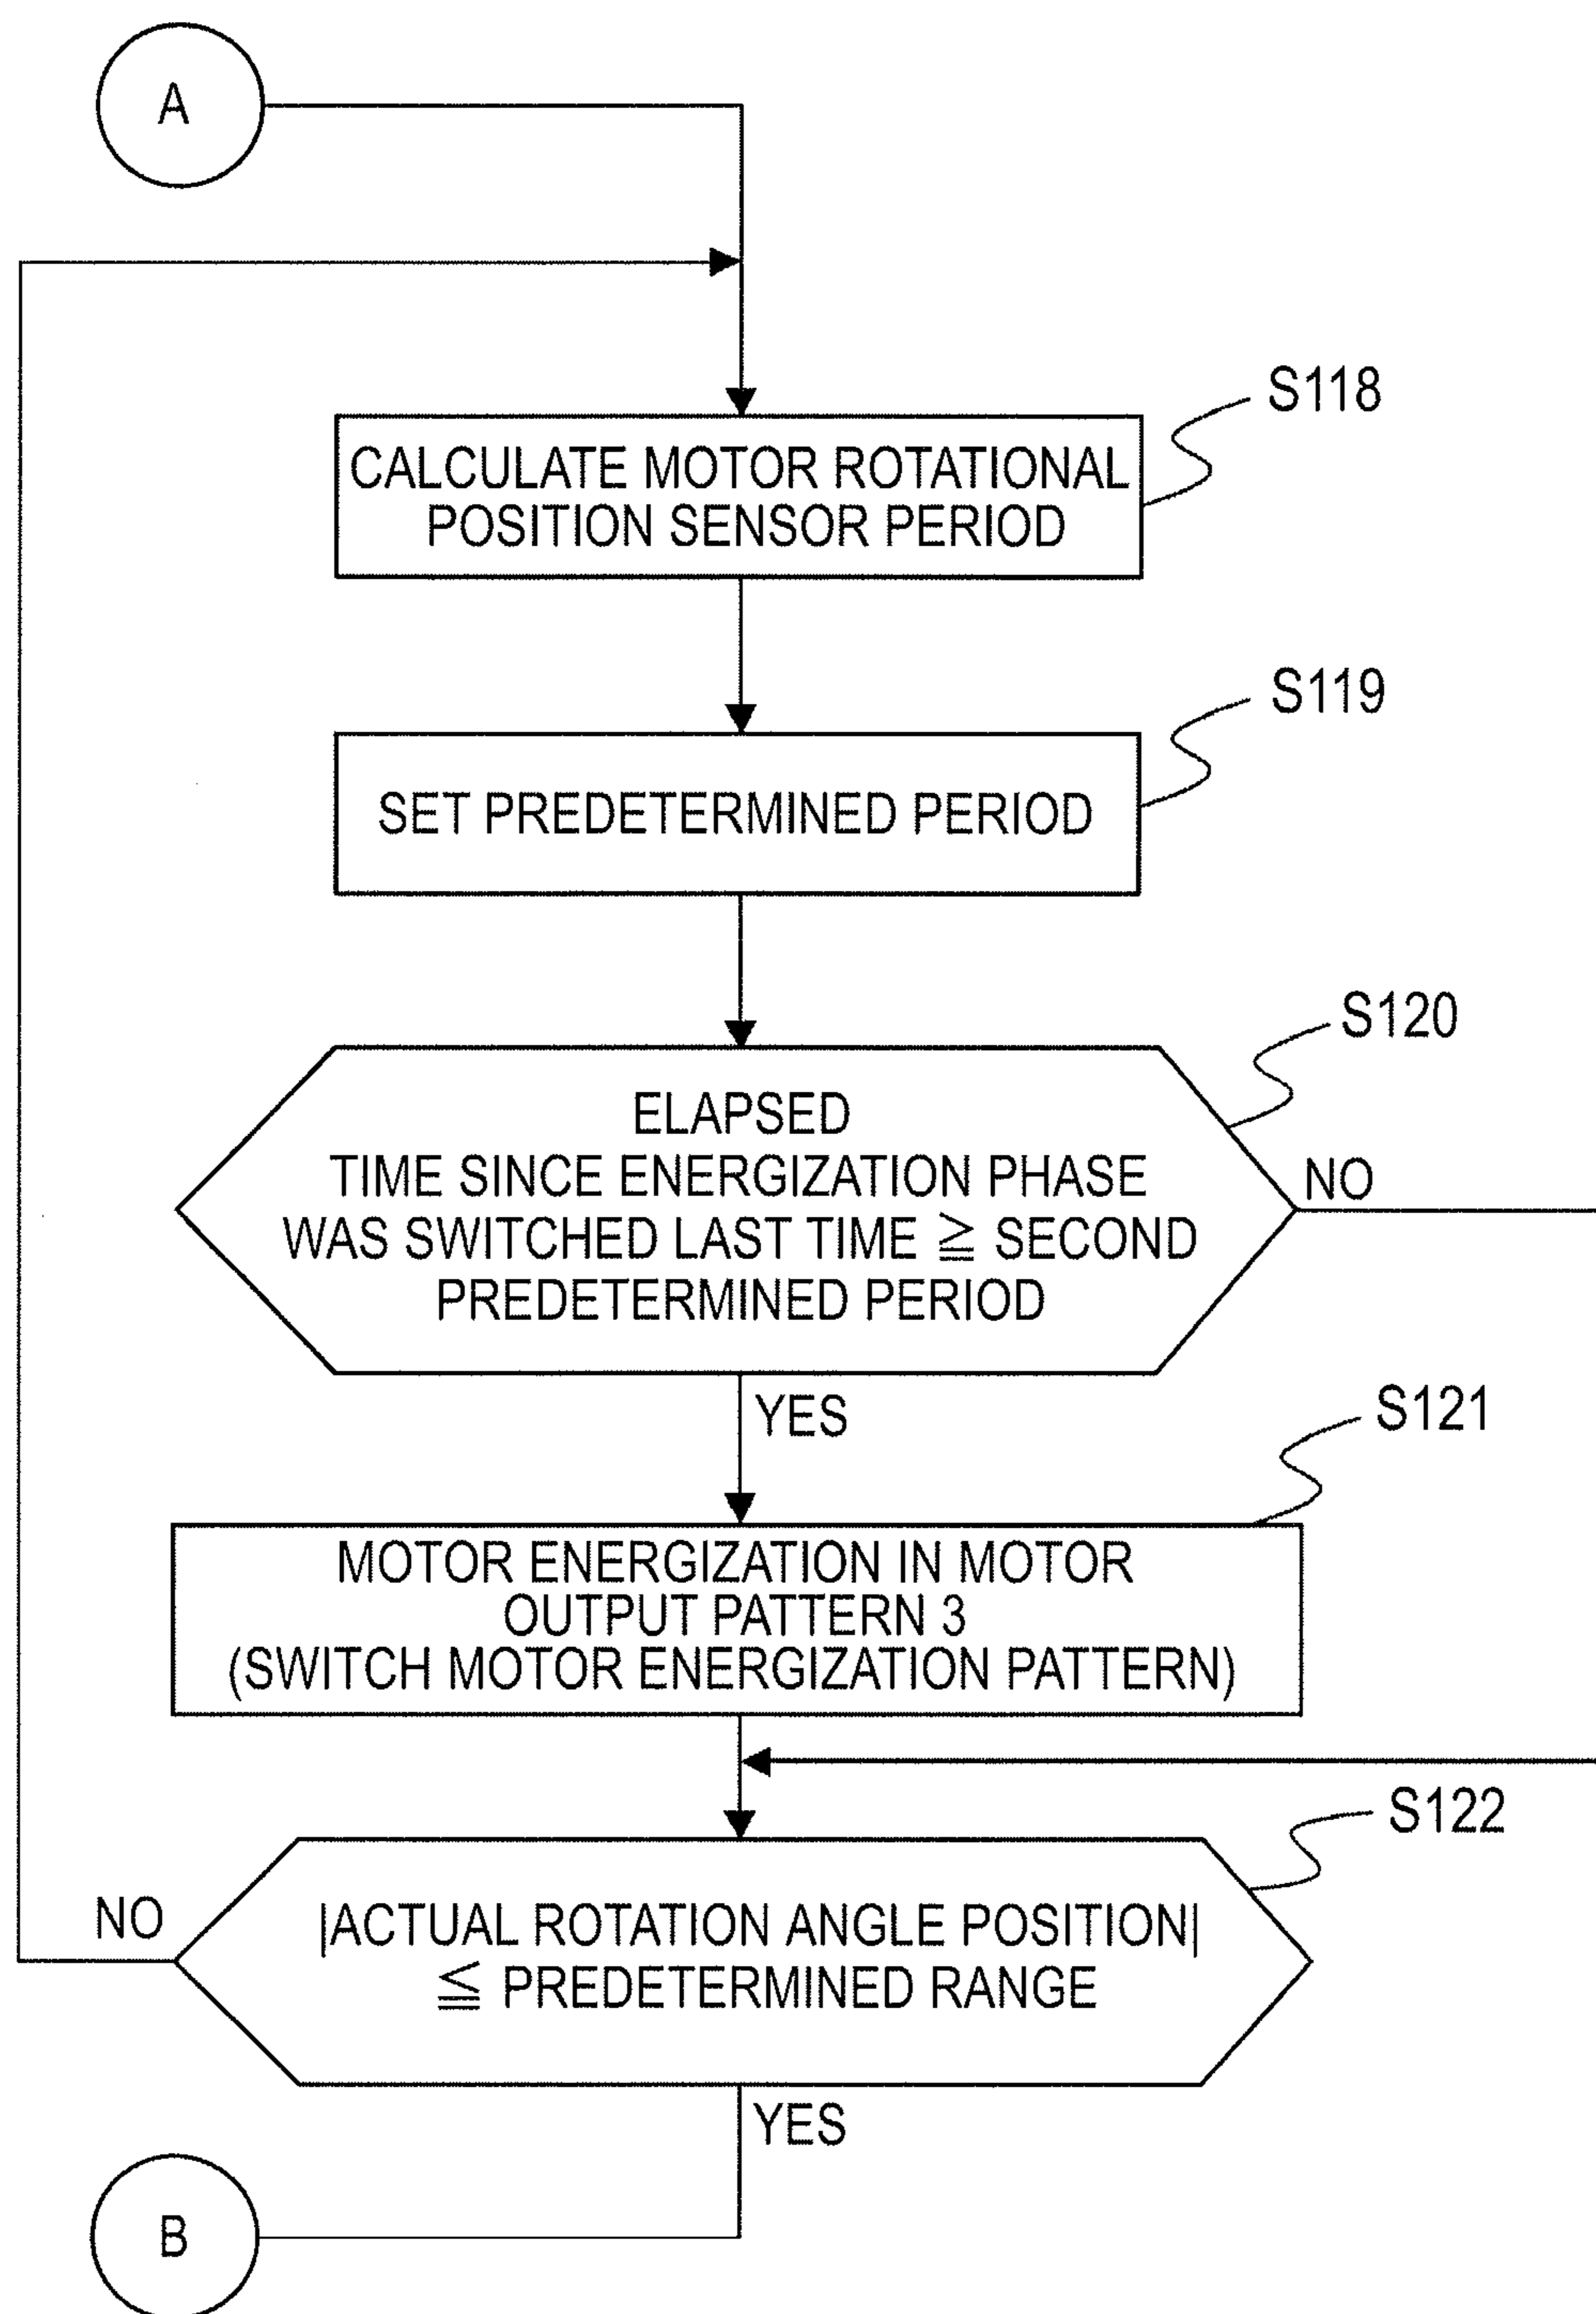 A
S118
CALCULATE MOTOR ROTATIONAL
POSITION SENSOR PERIOD
S119
SET PREDETERMINED PERIOD
S120
ELAPSED
TIME SINCE ENERGIZATION PHASE
WAS SWITCHED LAST TIME ≧ SECOND
PREDETERMINED PERIOD
NO
YES
S121
MOTOR ENERGIZATION IN MOTOR
OUTPUT PATTERN 3
(SWITCH MOTOR ENERGIZATION PATTERN)
S122
NO
|ACTUAL ROTATION ANGLE POSITION|
≦ PREDETERMINED RANGE
YES
B